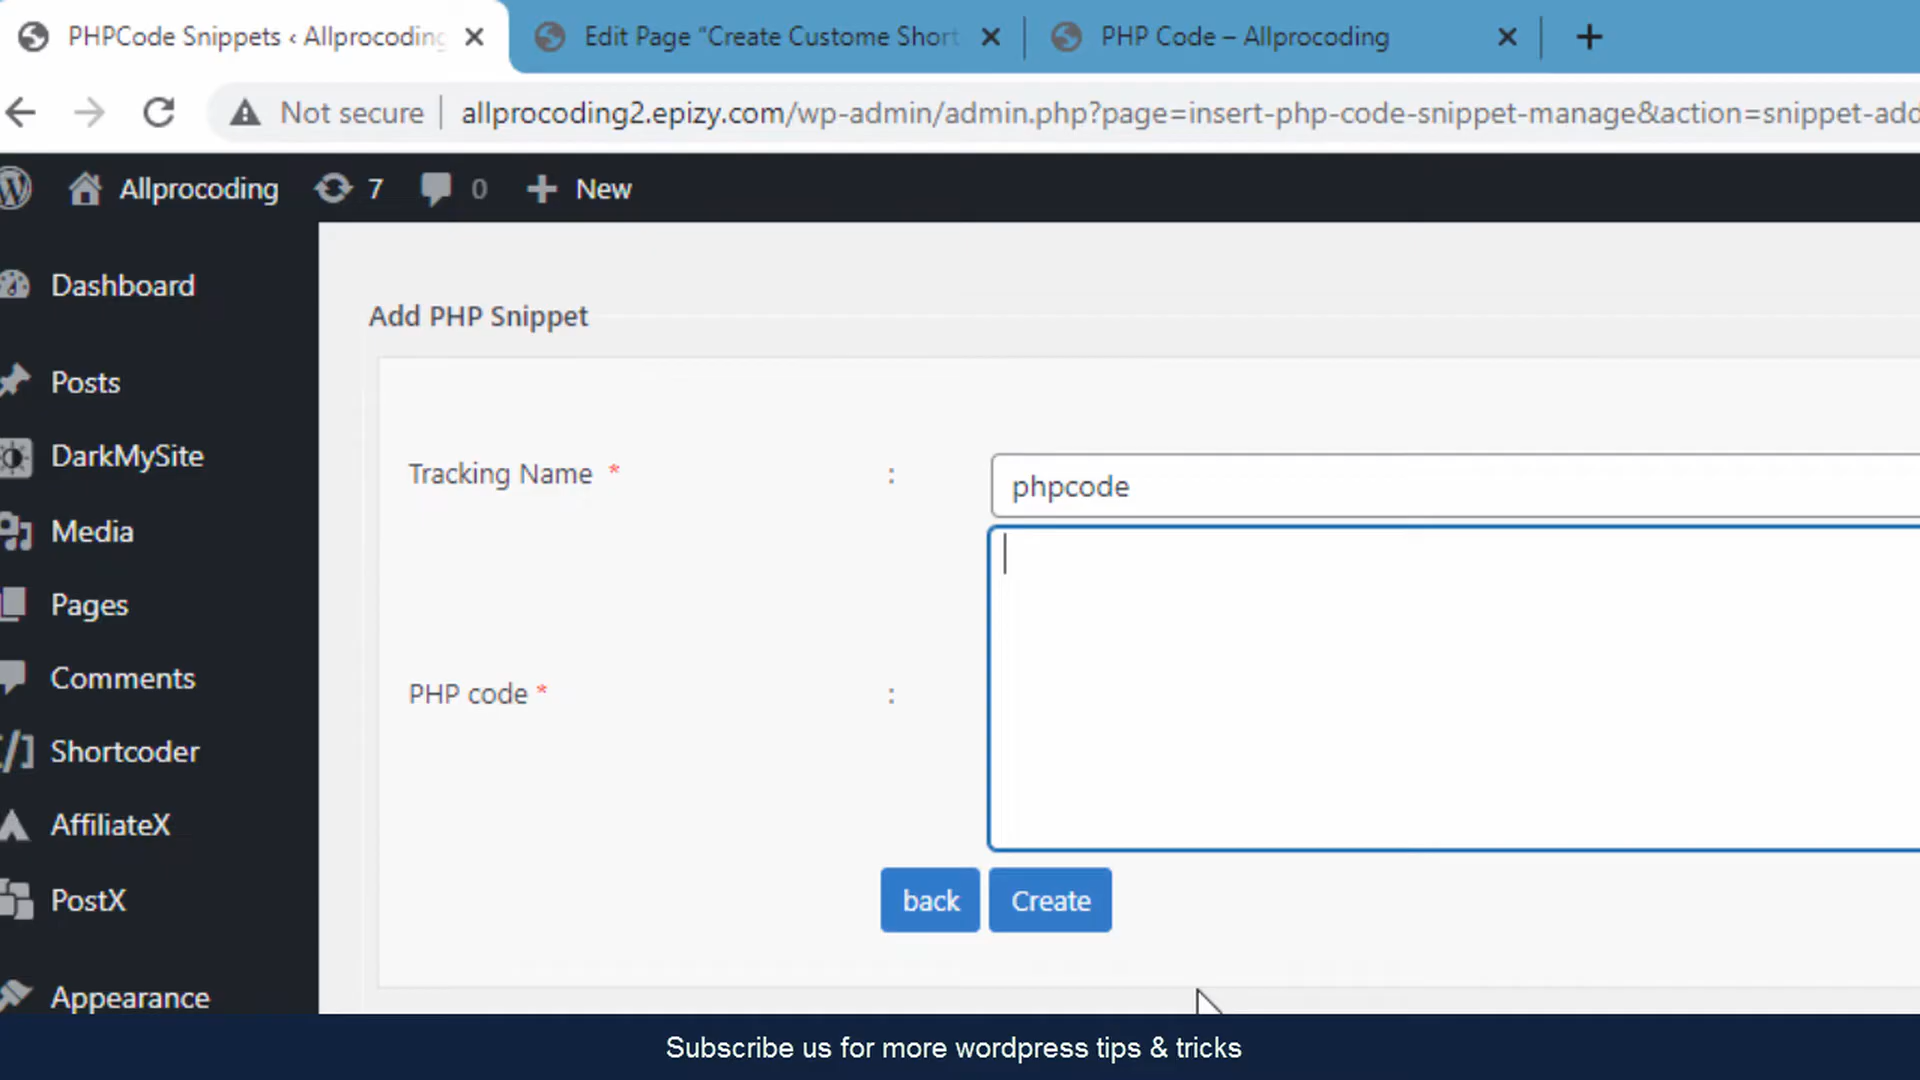 PHPCode Snippets ‹ Allprocoding
Edit Page “Create Custome Short
PHP Code – Allprocoding
Not secure
allprocoding2.epizy.com/wp-admin/admin.php?page=insert-php-code-snippet-manage&action=snippet-add
Allprocoding
7
0
New
Dashboard
Posts
DarkMySite
Media
Pages
Comments
Shortcoder
AffiliateX
PostX
Appearance
Add PHP Snippet
Tracking Name * :
phpcode
PHP code * :
back
Create
Subscribe us for more wordpress tips & tricks